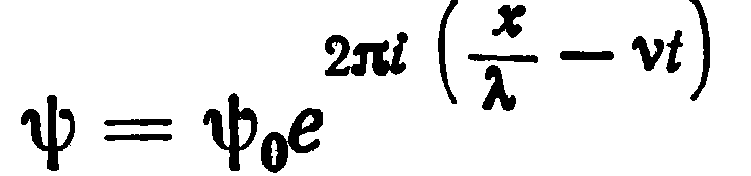 ψ = ψ₀e^{2πi (x/λ − νt)}